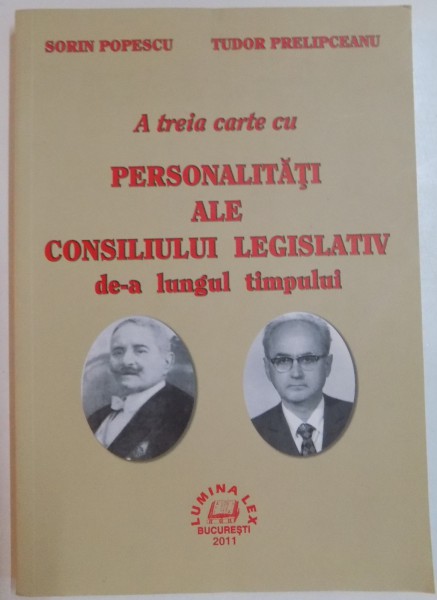 SORIN POPESCU TUDOR PRELIPCEANU
A treia carte cu
PERSONALITĂŢI
ALE
CONSILIULUI LEGISLATIV
de-a lungul timpului
LUMINA LEX
BUCUREŞTI
2011